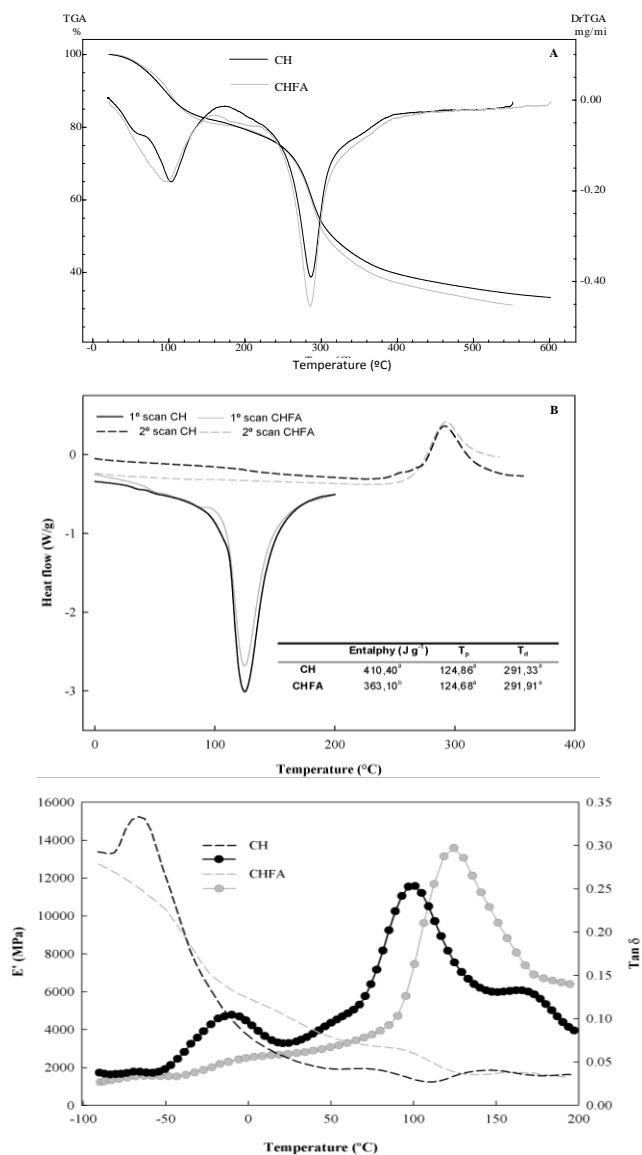 TGA
%
DrTGA
mg/mi
A
CH
CHFA
100
80
60
40
0.00
-0.20
-0.40
-0 100 200 300 400 500 600
Temperature (ºC)
B
1º scan CH 1º scan CHFA
2º scan CH 2º scan CHFA
0
-1
-2
-3
Heat flow (W/g)
Entalphy (J g-1) Tp Td
CH 410,40a 124,86a 291,33a
CHFA 363,10b 124,68a 291,91a
0 100 200 300 400
Temperature (°C)
16000
14000
12000
10000
8000
6000
4000
2000
0
E' (MPa)
CH
CHFA
0.35
0.30
0.25
0.20
0.15
0.10
0.05
0.00
Tan δ
-100 -50 0 50 100 150 200
Temperature (ºC)